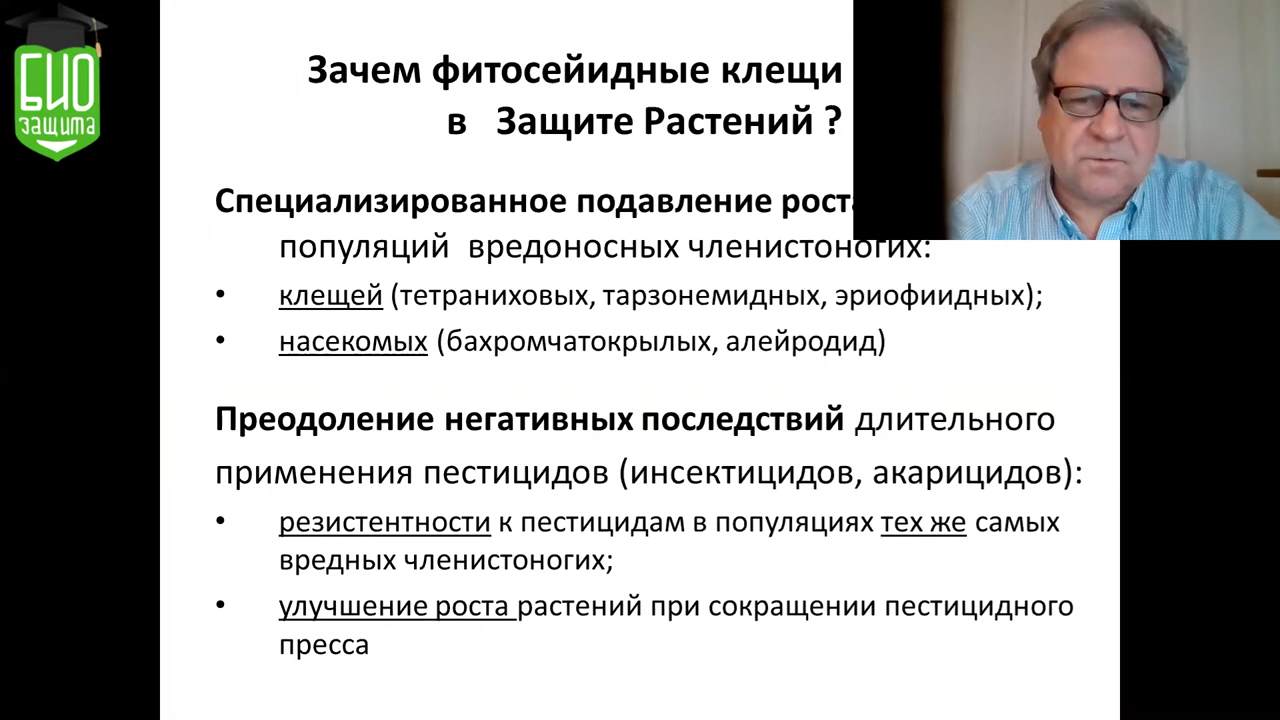 БИО
защита
Зачем фитосейидные клещи
в Защите Растений ?
Специализированное подавление рост
популяций вредоносных членистоногих:
• клещей (тетраниховых, тарзонемидных, эриофиидных);
• насекомых (бахромчатокрылых, алейродид)
Преодоление негативных последствий длительного
применения пестицидов (инсектицидов, акарицидов):
• резистентности к пестицидам в популяциях тех же самых
вредных членистоногих;
• улучшение роста растений при сокращении пестицидного
пресса